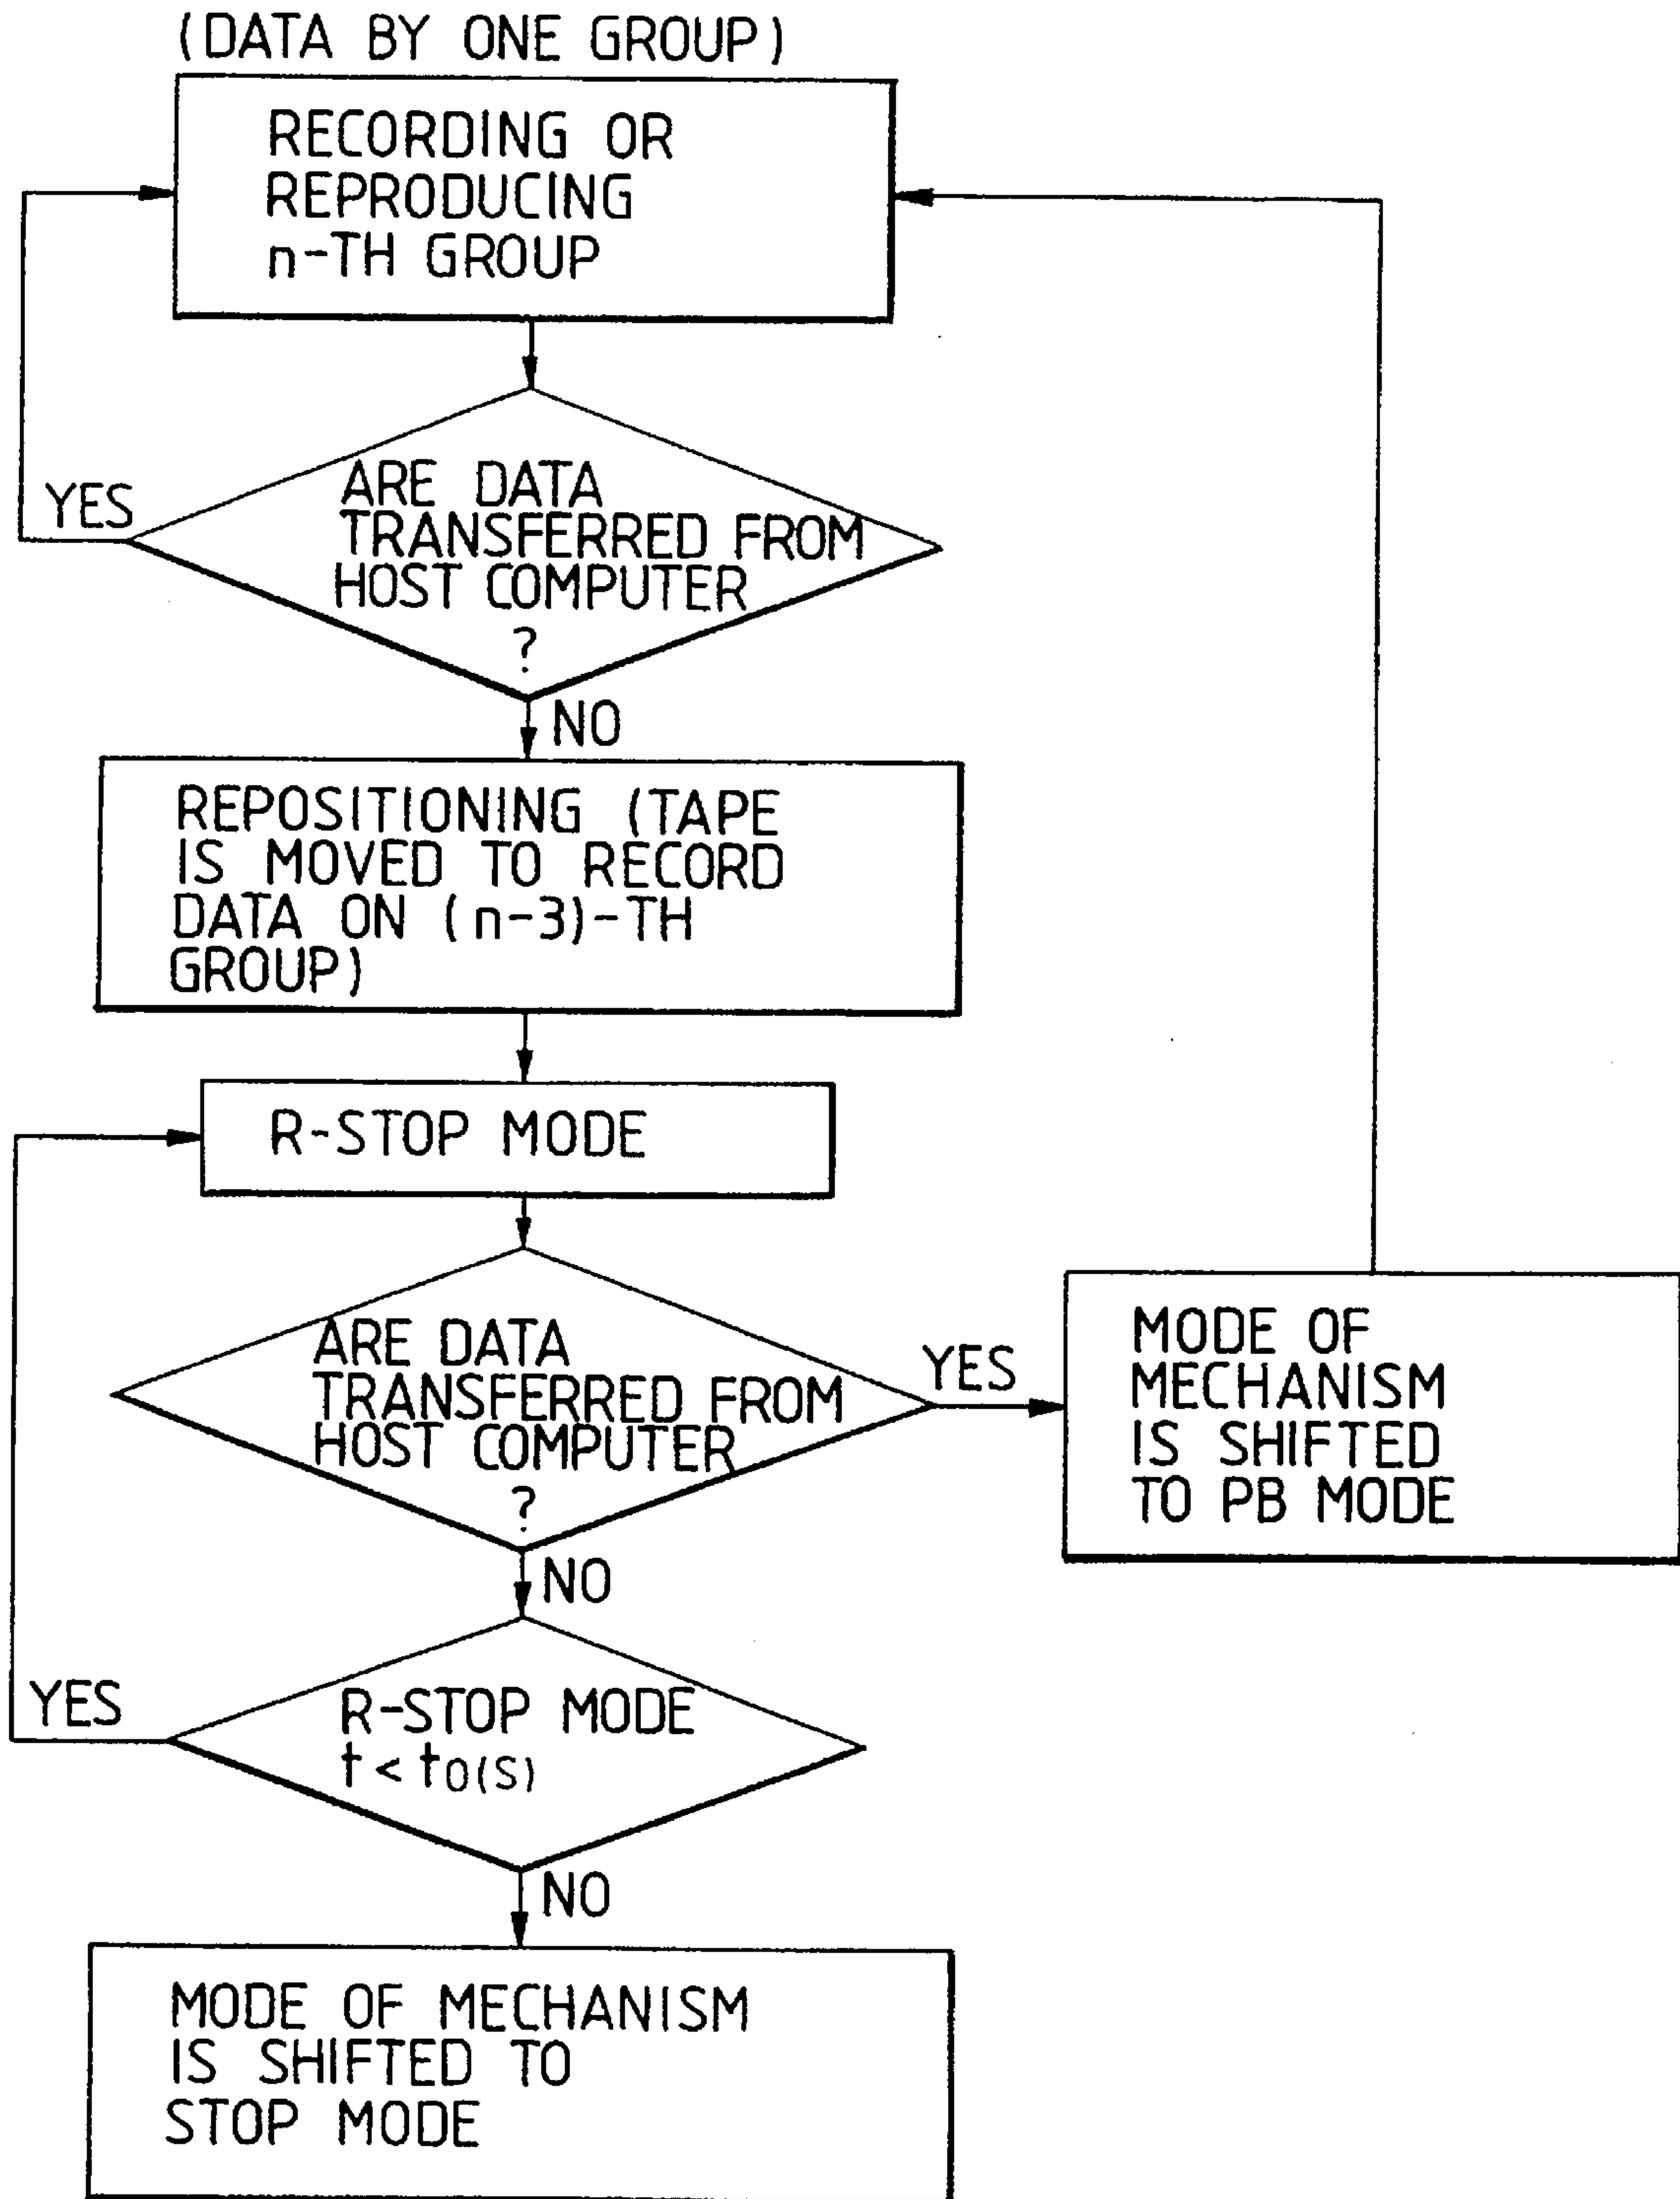 (DATA BY ONE GROUP)
RECORDING OR
REPRODUCING
n-TH GROUP
ARE DATA
TRANSFERRED FROM
HOST COMPUTER
?
YES
NO
REPOSITIONING (TAPE
IS MOVED TO RECORD
DATA ON (n-3)-TH
GROUP)
R-STOP MODE
ARE DATA
TRANSFERRED FROM
HOST COMPUTER
?
YES
MODE OF
MECHANISM
IS SHIFTED
TO PB MODE
NO
R-STOP MODE
t < to(S)
YES
NO
MODE OF MECHANISM
IS SHIFTED TO
STOP MODE